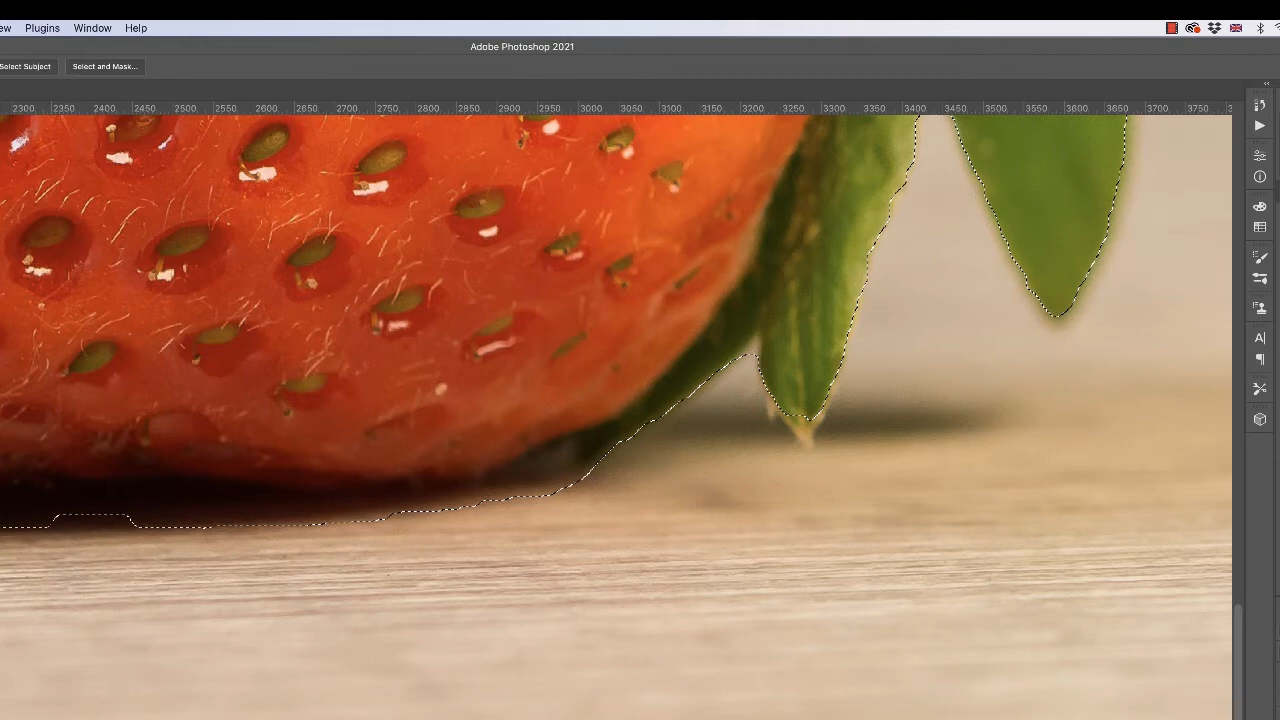 ew Plugins Window Help
Adobe Photoshop 2021
Select Subject Select and Mask...
2300 2350 2400 2450 2500 2550 2600 2650 2700 2750 2800 2850 2900 2950 3000 3050 3100 3150 3200 3250 3300 3350 3400 3450 3500 3550 3600 3650 3700 3750 3
A